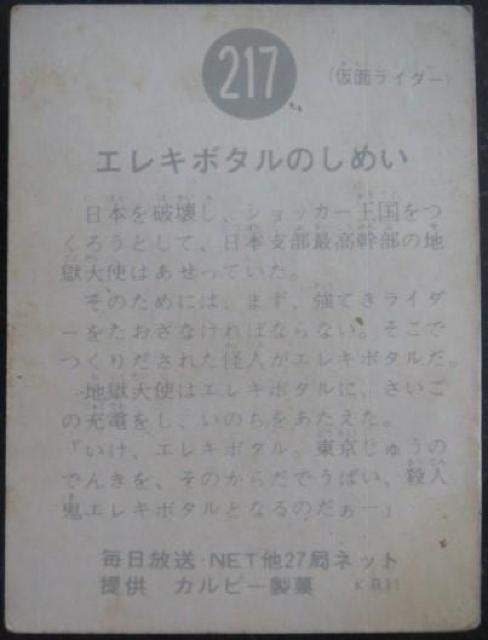 217
(仮面ライダー)
エレキボタルのしめい
日本を破壊し、ショッカー王国をつ
くろうとして、日本支部最高幹部の地
獄大使はあせっていた。
そのためには、まず、強てきライダ
ーをたおさなければならない。そこで
つくりだされた怪人がエレキボタルだ。
地獄大使はエレキボタルに、さいご
の充電をし、いのちをあたえた。
「いけ、エレキボタル。東京じゅうの
でんきを、そのからだでうばい、殺人
鬼エレキボタルとなるのだぁー」
毎日放送·NET他27局ネット
提供　カルビー製菓　KR11